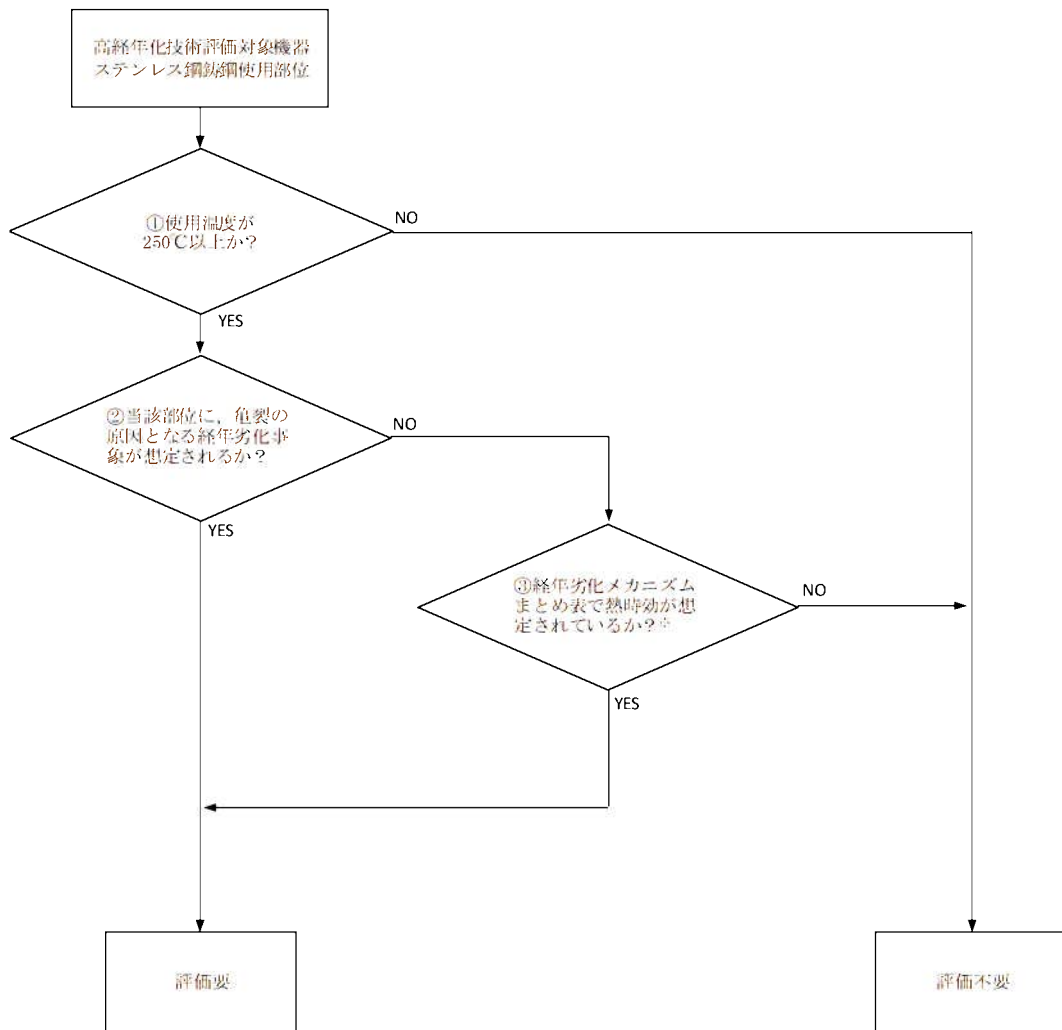 高経年化技術評価対象機器
ステンレス鋼鋳鋼使用部位
①使用温度が
250℃以上か?
NO
YES
②当該部位に，亀裂の
原因となる経年劣化事
象が想定されるか?
NO
YES
③経年劣化メカニズム
まとめ表で熱時効が想
定されているか?※
NO
YES
評価要
評価不要